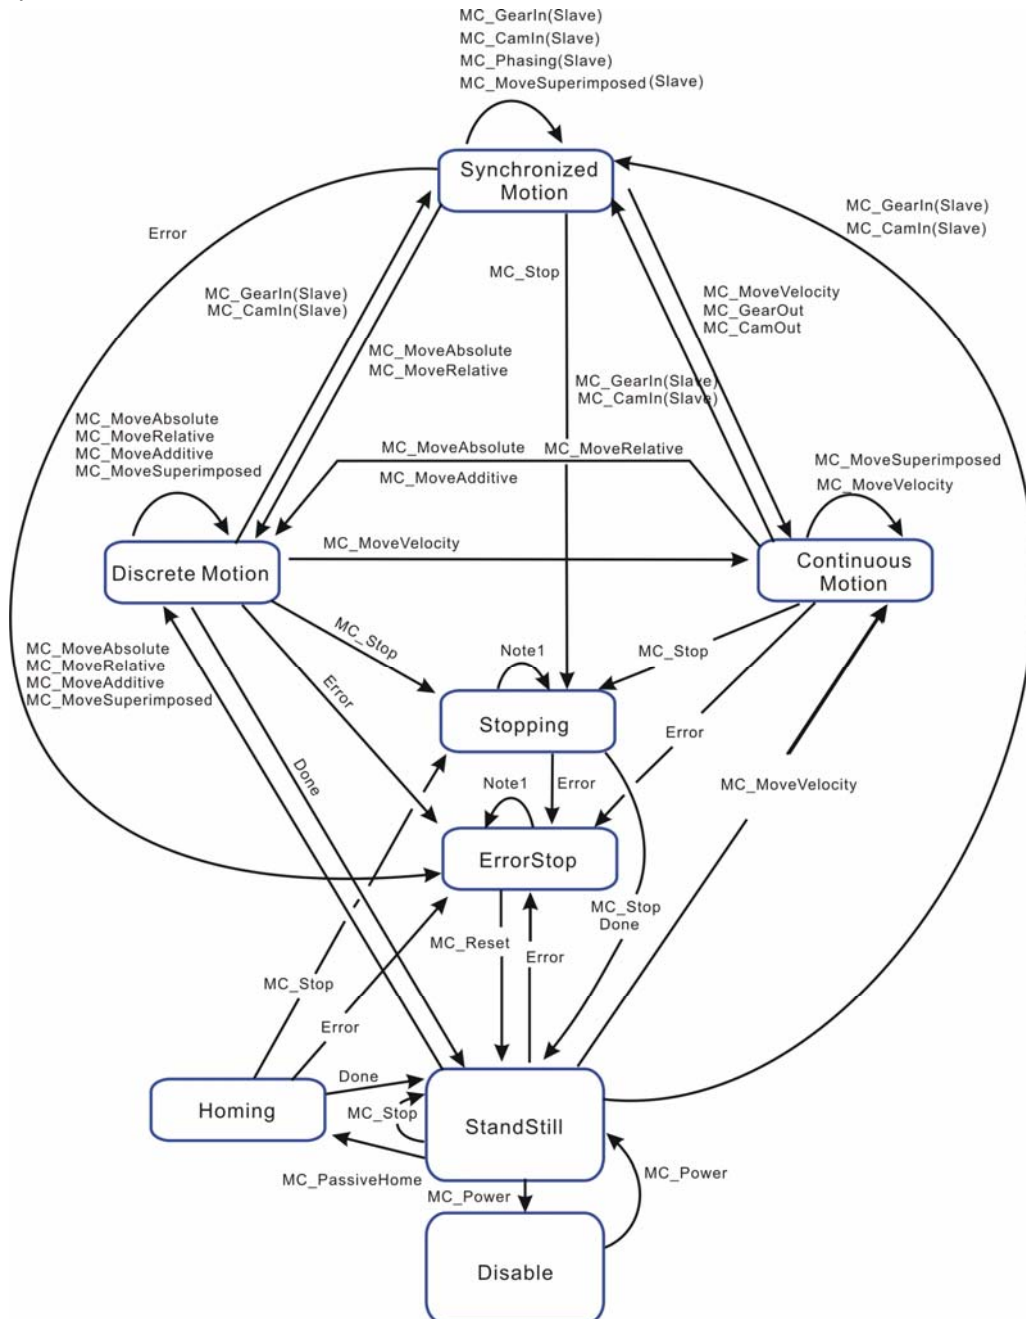 MC_GearIn(Slave)
MC_CamIn(Slave)
MC_Phasing(Slave)
MC_MoveSuperimposed (Slave)
Synchronized
Motion
MC_GearIn(Slave)
MC_CamIn(Slave)
Error
MC_Stop
MC_GearIn(Slave)
MC_CamIn(Slave)
MC_MoveVelocity
MC_GearOut
MC_CamOut
MC_MoveAbsolute
MC_MoveRelative
MC_GearIn(Slave)
MC_CamIn(Slave)
MC_MoveAbsolute
MC_MoveRelative
MC_MoveAdditive
MC_MoveSuperimposed
MC_MoveAbsolute MC_MoveRelative
MC_MoveAdditive
MC_MoveSuperimposed
MC_MoveVelocity
MC_MoveVelocity
Discrete Motion
Continuous
Motion
MC_Stop
Note1
MC_Stop
MC_MoveAbsolute
MC_MoveRelative
MC_MoveAdditive
MC_MoveSuperimposed
Error
Stopping
Error
Done
Note1
Error
MC_MoveVelocity
ErrorStop
MC_Stop
Done
MC_Reset
Error
MC_Stop
Error
Done
Homing
MC_Stop
StandStill
MC_PassiveHome
MC_Power
MC_Power
Disable